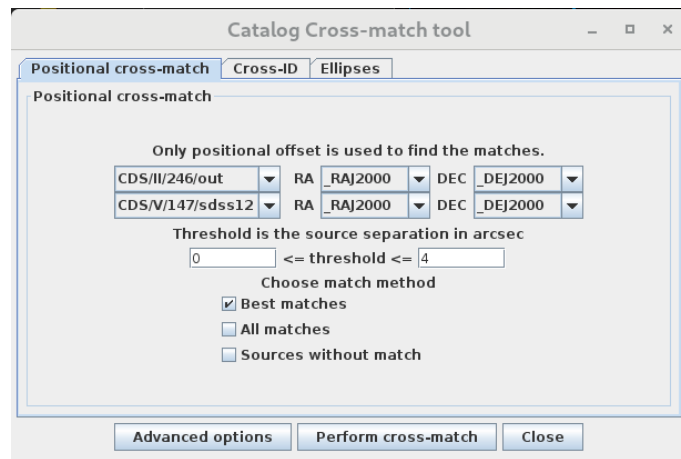 Catalog Cross-match tool
Positional cross-match Cross-ID Ellipses
Positional cross-match
Only positional offset is used to find the matches.
CDS/II/246/out RA _RAJ2000 DEC _DEJ2000
CDS/V/147/sdss12 RA _RAJ2000 DEC _DEJ2000
Threshold is the source separation in arcsec
0 <= threshold <= 4
Choose match method
Best matches
All matches
Sources without match
Advanced options Perform cross-match Close